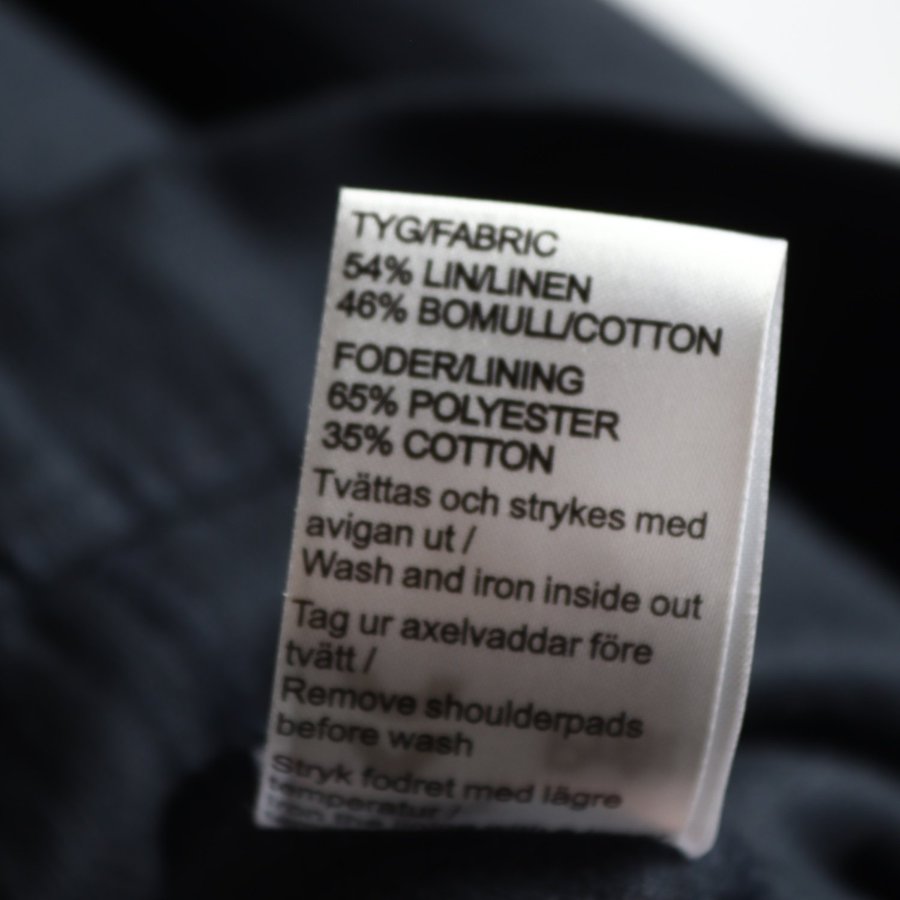 TYG/FABRIC
54% LIN/LINEN
46% BOMULL/COTTON
FODER/LINING
65% POLYESTER
35% COTTON
Tvättas och strykes med
avigan ut /
Wash and iron inside out
Tag ur axelvaddar före
tvätt /
Remove shoulderpads
before wash
Stryk fodret med lägre
temperatur /